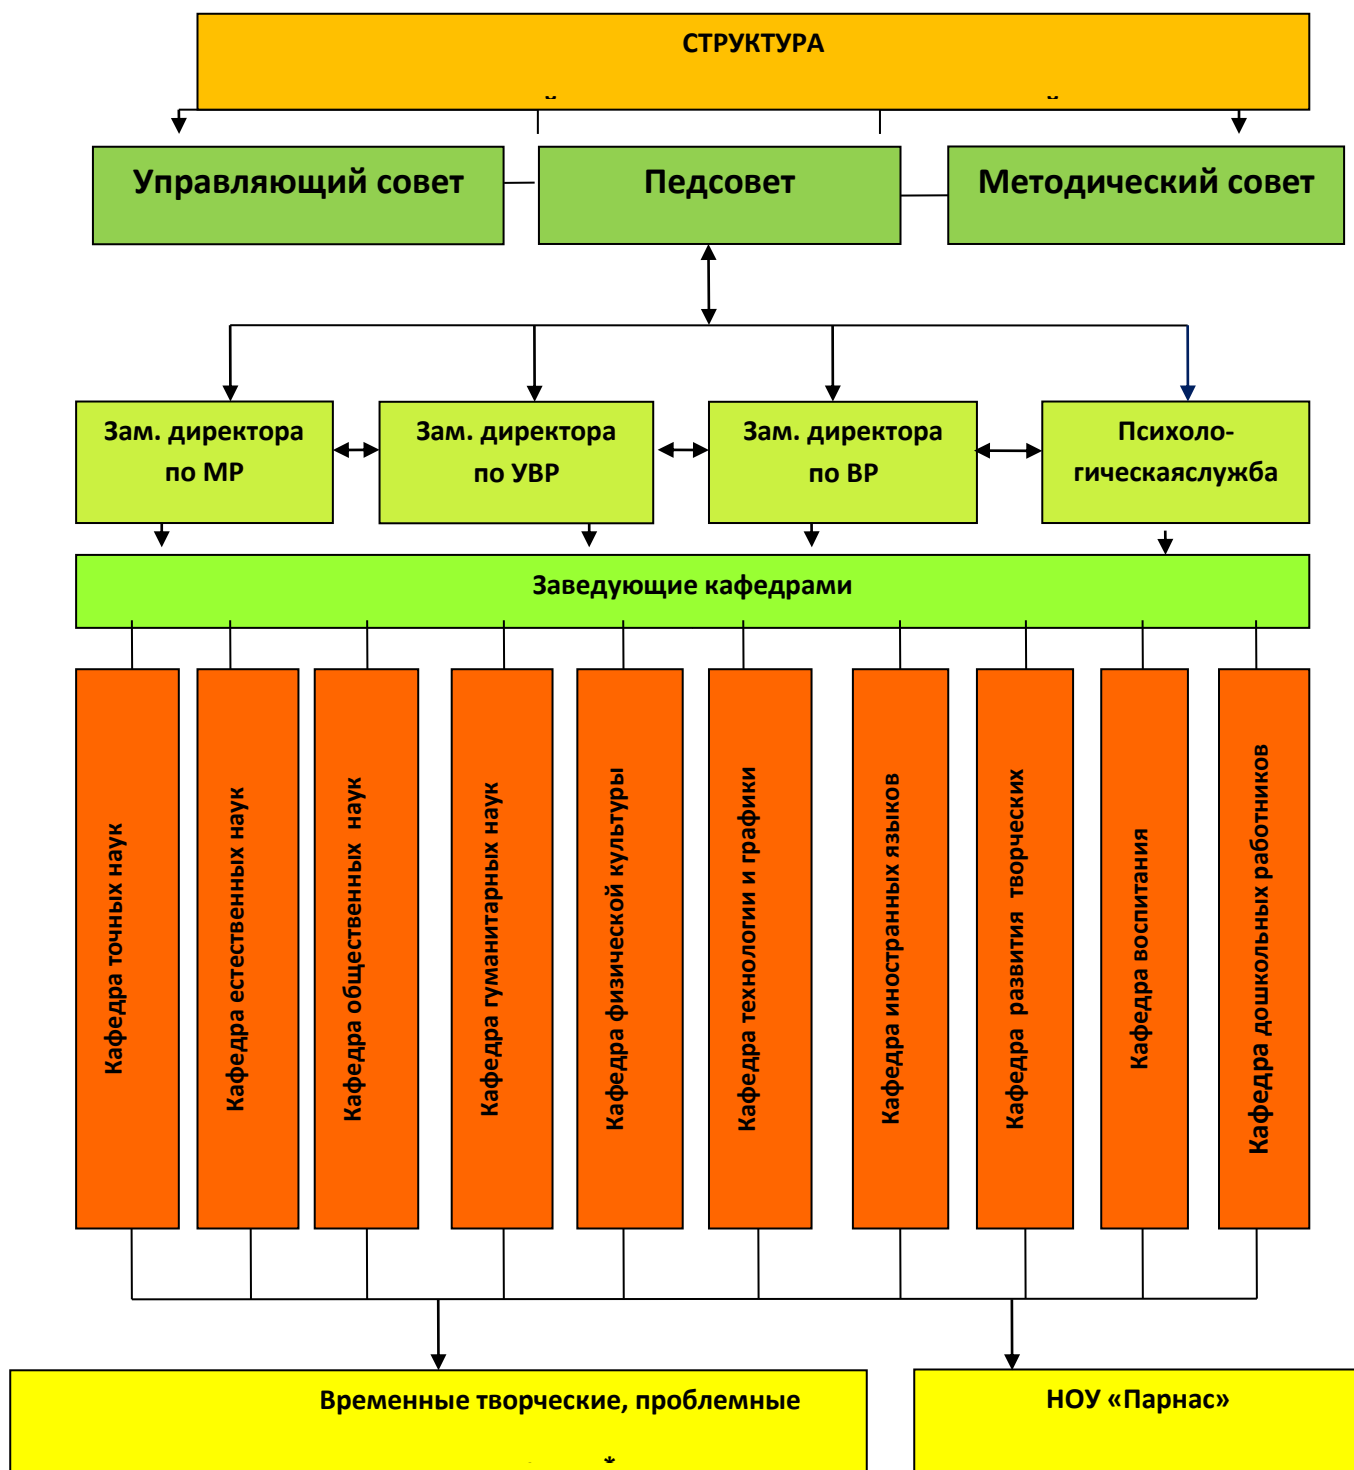 СТРУКТУРА
Управляющий совет
Педсовет
Методический совет
Зам. директора
по МР
Зам. директора
по УВР
Зам. директора
по ВР
Психоло-
гическаяслужба
Заведующие кафедрами
Кафедра точных наук
Кафедра естественных наук
Кафедра общественных  наук
Кафедра гуманитарных наук
Кафедра физической культуры
Кафедра технологии и графики
Кафедра иностранных языков
Кафедра  развития  творческих
Кафедра воспитания
Кафедра дошкольных работников
Временные творческие, проблемные
НОУ «Парнас»